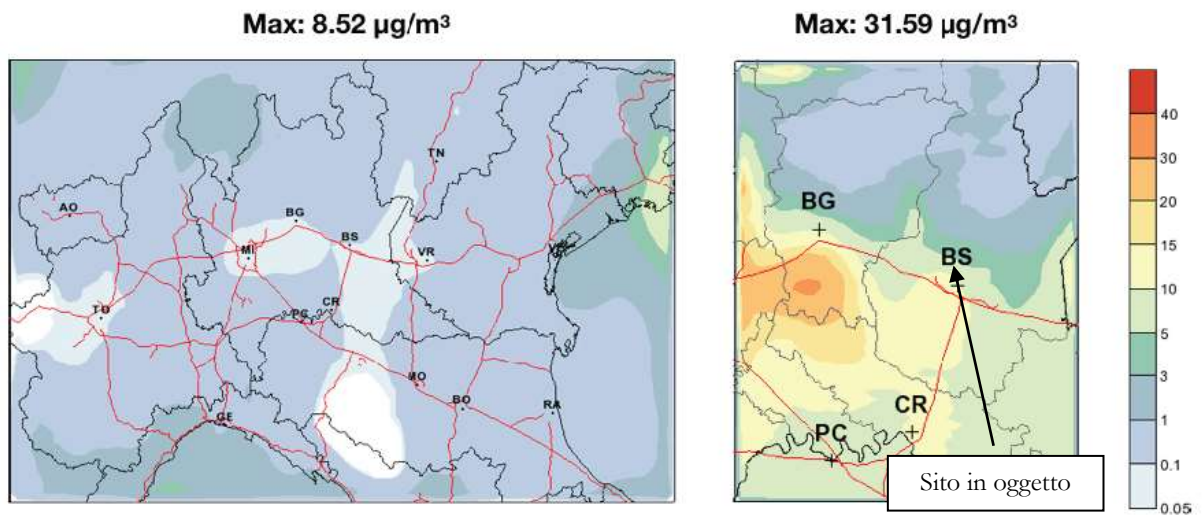 Max: 8.52 µg/m³
Max: 31.59 µg/m³
AO
TN
BG
MI
BS
VR
TO
PC
CR
MO
BO
RA
GE
BG
BS
CR
PC
Sito in oggetto
40
30
20
15
10
5
3
1
0.1
0.05